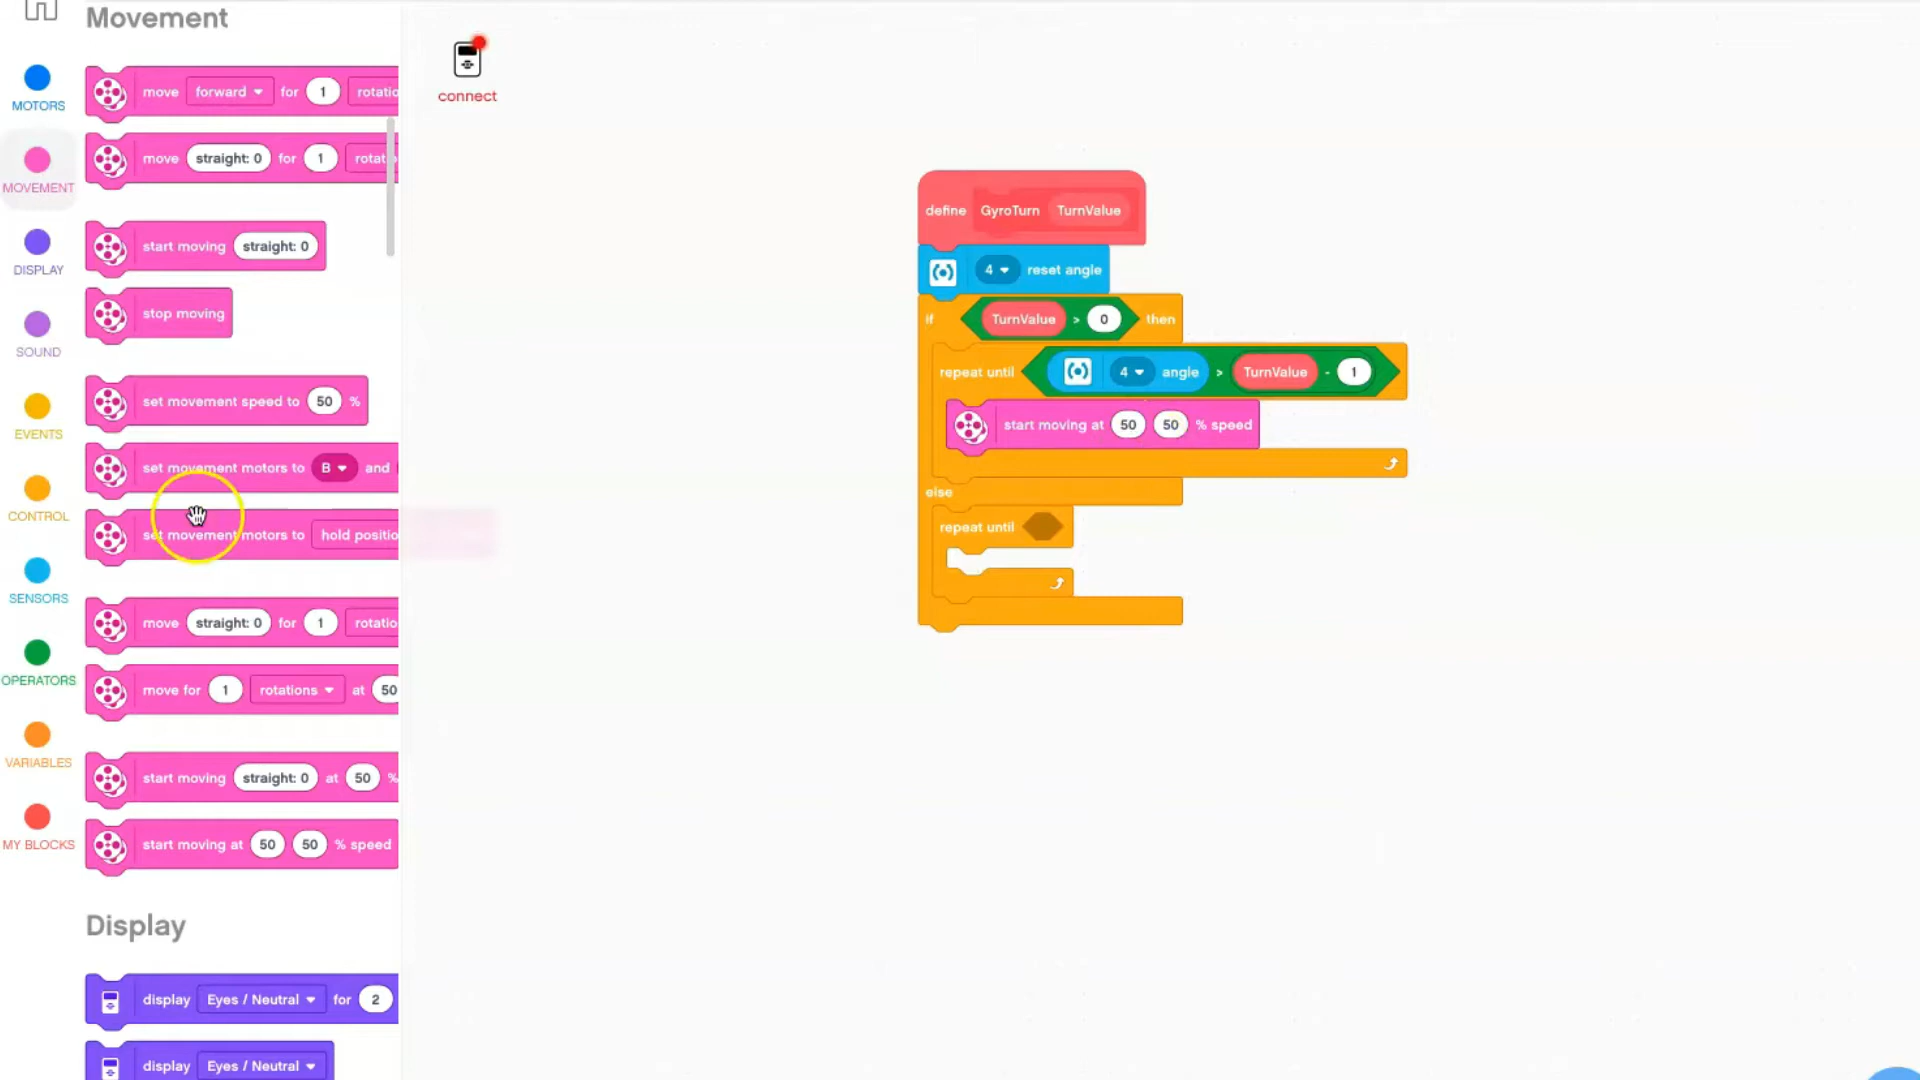 Movement
MOTORS
MOVEMENT
DISPLAY
SOUND
EVENTS
CONTROL
SENSORS
OPERATORS
VARIABLES
MY BLOCKS
move forward for 1 rotatio
move straight: 0 for 1 rotat
start moving straight: 0
stop moving
set movement speed to 50 %
set movement motors to B and
set movement motors to hold positio
move straight: 0 for 1 rotatio
move for 1 rotations at 50
start moving straight: 0 at 50 %
start moving at 50 50 % speed
Display
display Eyes / Neutral for 2
display Eyes / Neutral
connect
define GyroTurn TurnValue
4 reset angle
if TurnValue > 0 then
repeat until 4 angle > TurnValue - 1
start moving at 50 50 % speed
else
repeat until